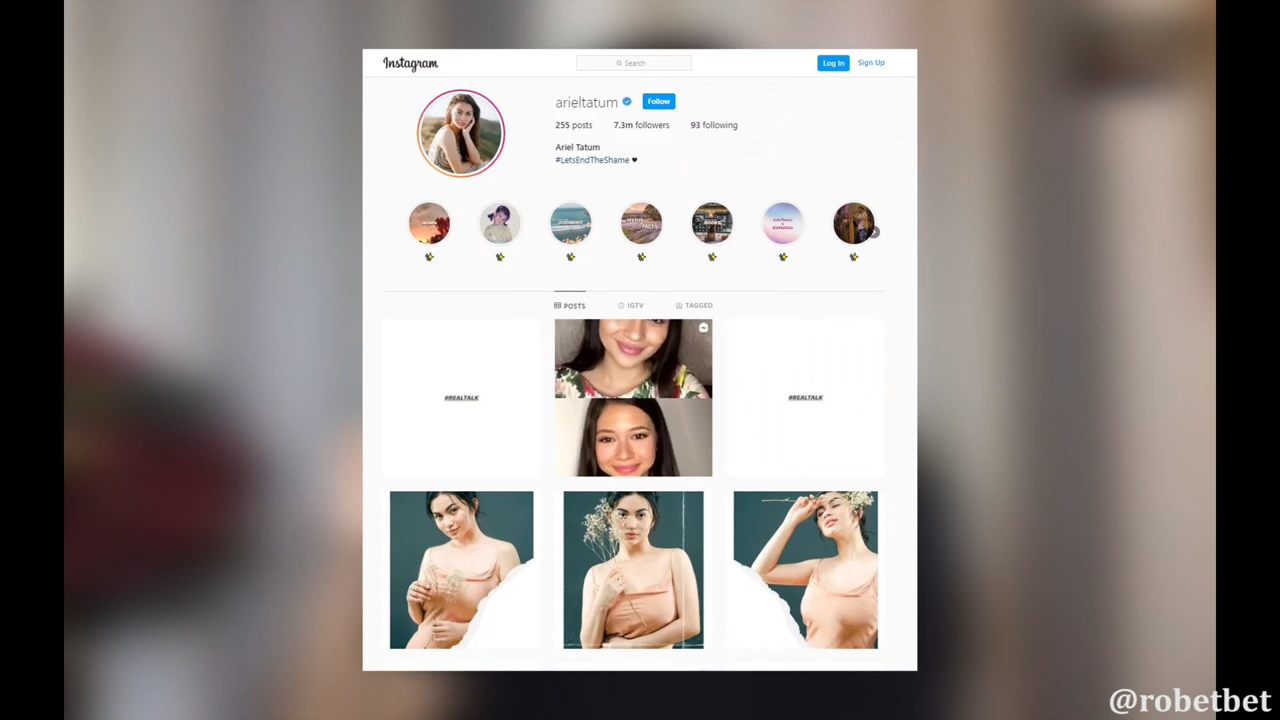 Instagram
Search
Log In
Sign Up
arieltatum
Follow
255 posts 7.3m followers 93 following
Ariel Tatum
#LetsEndTheShame
POSTS IGTV TAGGED
#REALTALK
#REALTALK
@robetbet